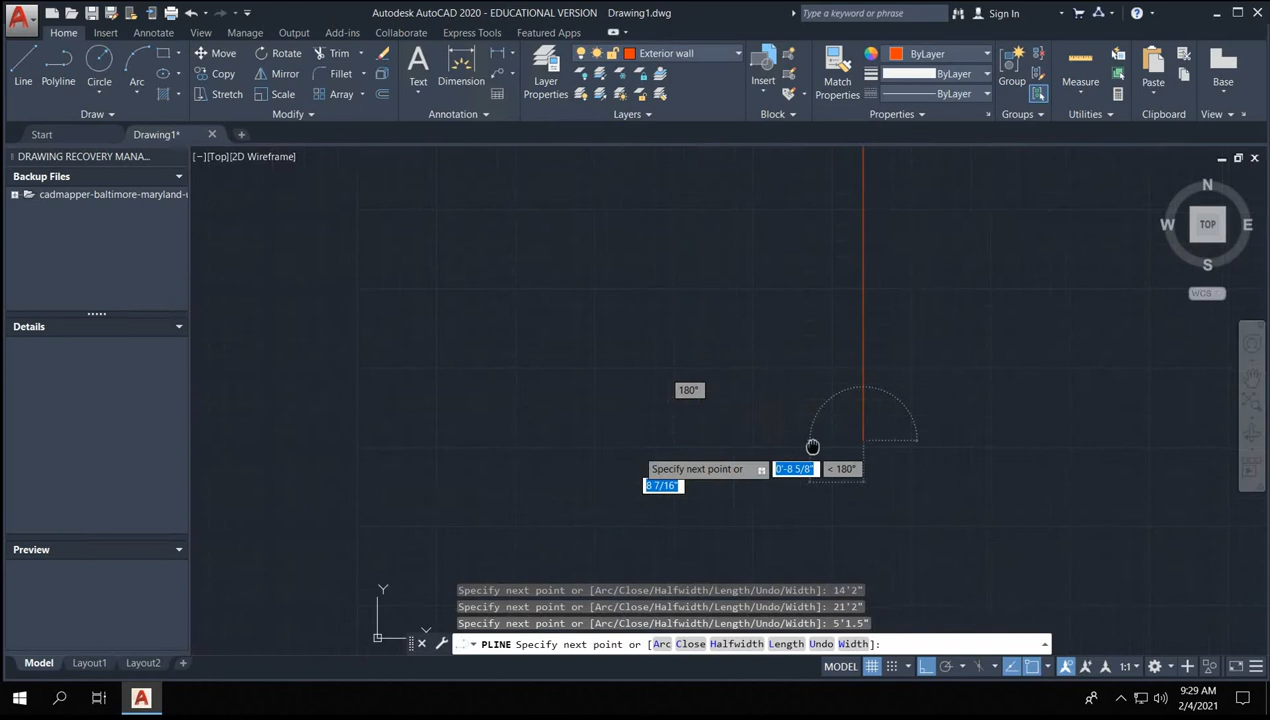 Autodesk AutoCAD 2020 - EDUCATIONAL VERSION Drawing1.dwg
Type a keyword or phrase
Sign In
Home Insert Annotate View Manage Output Add-ins Collaborate Express Tools Featured Apps
Line
Polyline
Circle
Arc
Move
Rotate
Trim
Copy
Mirror
Fillet
Stretch
Scale
Array
Text
Dimension
Layer
Properties
Exterior wall
Insert
Match
Properties
ByLayer
ByLayer
ByLayer
Group
Measure
Paste
Base
Draw
Modify
Annotation
Layers
Block
Properties
Groups
Utilities
Clipboard
View
Start
Drawing1*
DRAWING RECOVERY MANA...
[−][Top][2D Wireframe]
Backup Files
cadmapper-baltimore-maryland-u
N
W
TOP
E
S
WCS
Details
180°
Specify next point or
0'-8 5/8"
< 180°
8 7/16"
Preview
Y
Specify next point or [Arc/Close/Halfwidth/Length/Undo/Width]: 14'2"
Specify next point or [Arc/Close/Halfwidth/Length/Undo/Width]: 21'2"
Specify next point or [Arc/Close/Halfwidth/Length/Undo/Width]: 5'1.5"
PLINE Specify next point or [Arc Close Halfwidth Length Undo Width]:
Model
Layout1
Layout2
MODEL
1:1
9:29 AM
2/4/2021